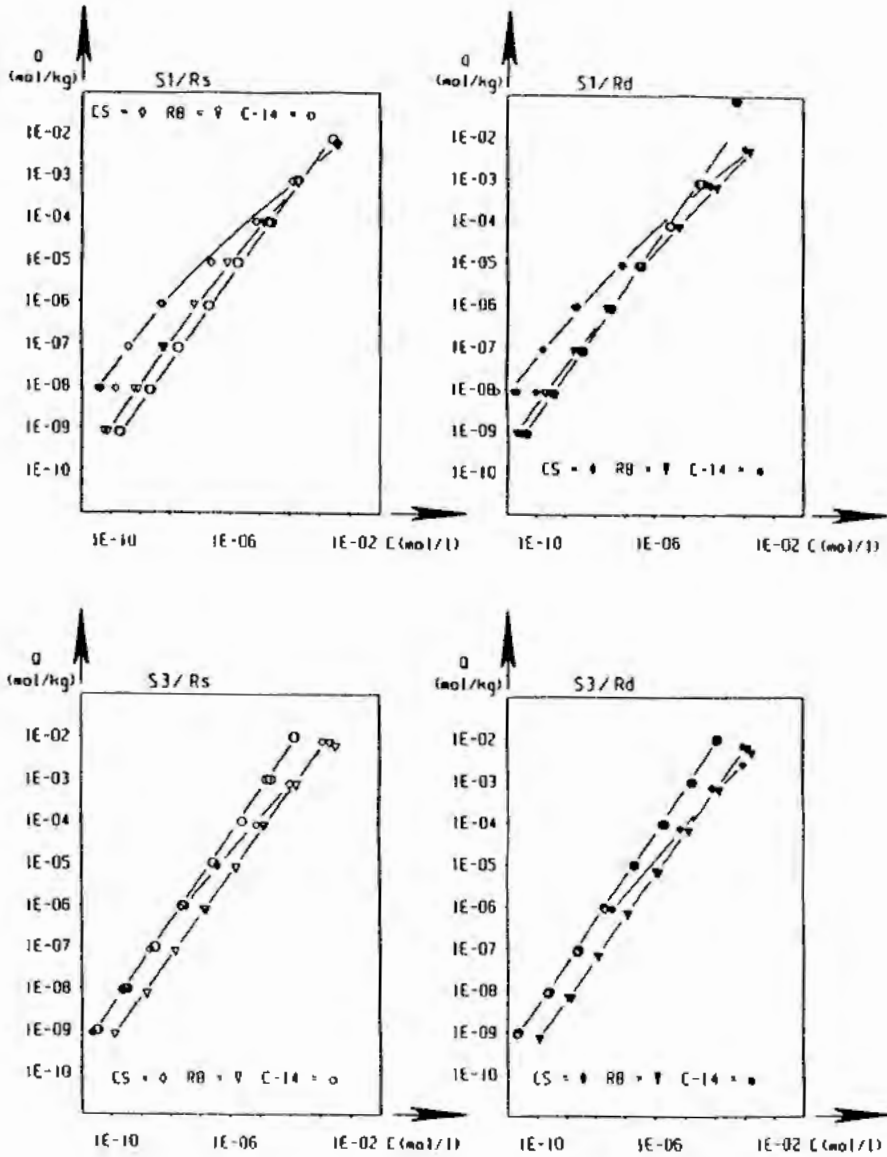 Q
(mol/kg)
S1/Rs
CS = ◊ RB = ∇ C-14 = o
1E-02
1E-03
1E-04
1E-05
1E-06
1E-07
1E-08
1E-09
1E-10
1E-10 1E-06 1E-02 C(mol/l)
Q
(mol/kg)
S1/Rd
1E-02
1E-03
1E-04
1E-05
1E-06
1E-07
1E-08
1E-09
1E-10
CS = ♦ RB = ▼ C-14 = ●
1E-10 1E-06 1E-02 C(mol/l)
Q
(mol/kg)
S3/Rs
1E-02
1E-03
1E-04
1E-05
1E-06
1E-07
1E-08
1E-09
1E-10
CS = ◊ RB = ∇ C-14 = o
1E-10 1E-06 1E-02 C(mol/l)
Q
(mol/kg)
S3/Rd
1E-02
1E-03
1E-04
1E-05
1E-06
1E-07
1E-08
1E-09
1E-10
CS = ♦ RB = ▼ C-14 = ●
1E-10 1E-06 1E-02 C(mol/l)